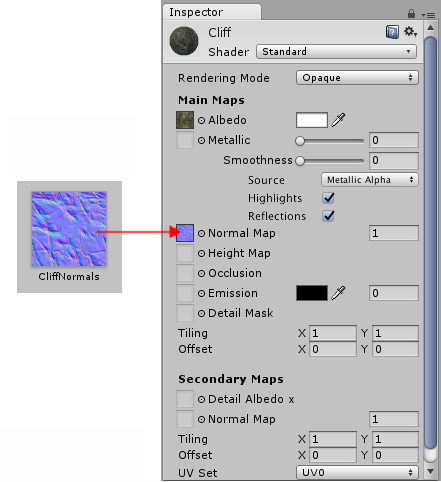 Inspector
Cliff
Shader Standard
Rendering Mode Opaque
Main Maps
Albedo
Metallic 0
Smoothness 0
Source Metallic Alpha
Highlights
Reflections
Normal Map 1
Height Map
Occlusion
Emission 0
Detail Mask
Tiling X 1 Y 1
Offset X 0 Y 0
Secondary Maps
Detail Albedo x
Normal Map 1
Tiling X 1 Y 1
Offset X 0 Y 0
UV Set UV0
CliffNormals